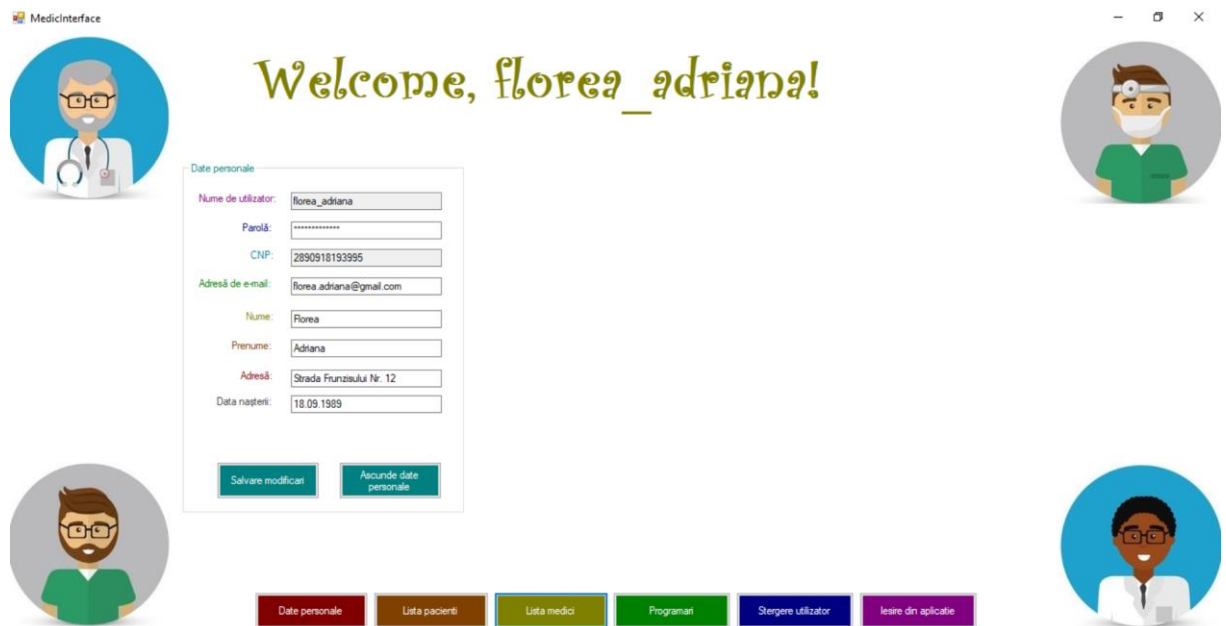 MedicInterface
Welcome, florea_adriana!
Date personale
Nume de utilizator: florea_adriana
Parolă: *************
CNP: 2890918193995
Adresă de e-mail: florea.adriana@gmail.com
Nume: Florea
Prenume: Adriana
Adresă: Strada Frunzisului Nr. 12
Data nașterii: 18.09.1989
Salvare modificari
Ascunde date
personale
Date personale
Lista pacienti
Lista medici
Programari
Stergere utilizator
Iesire din aplicatie